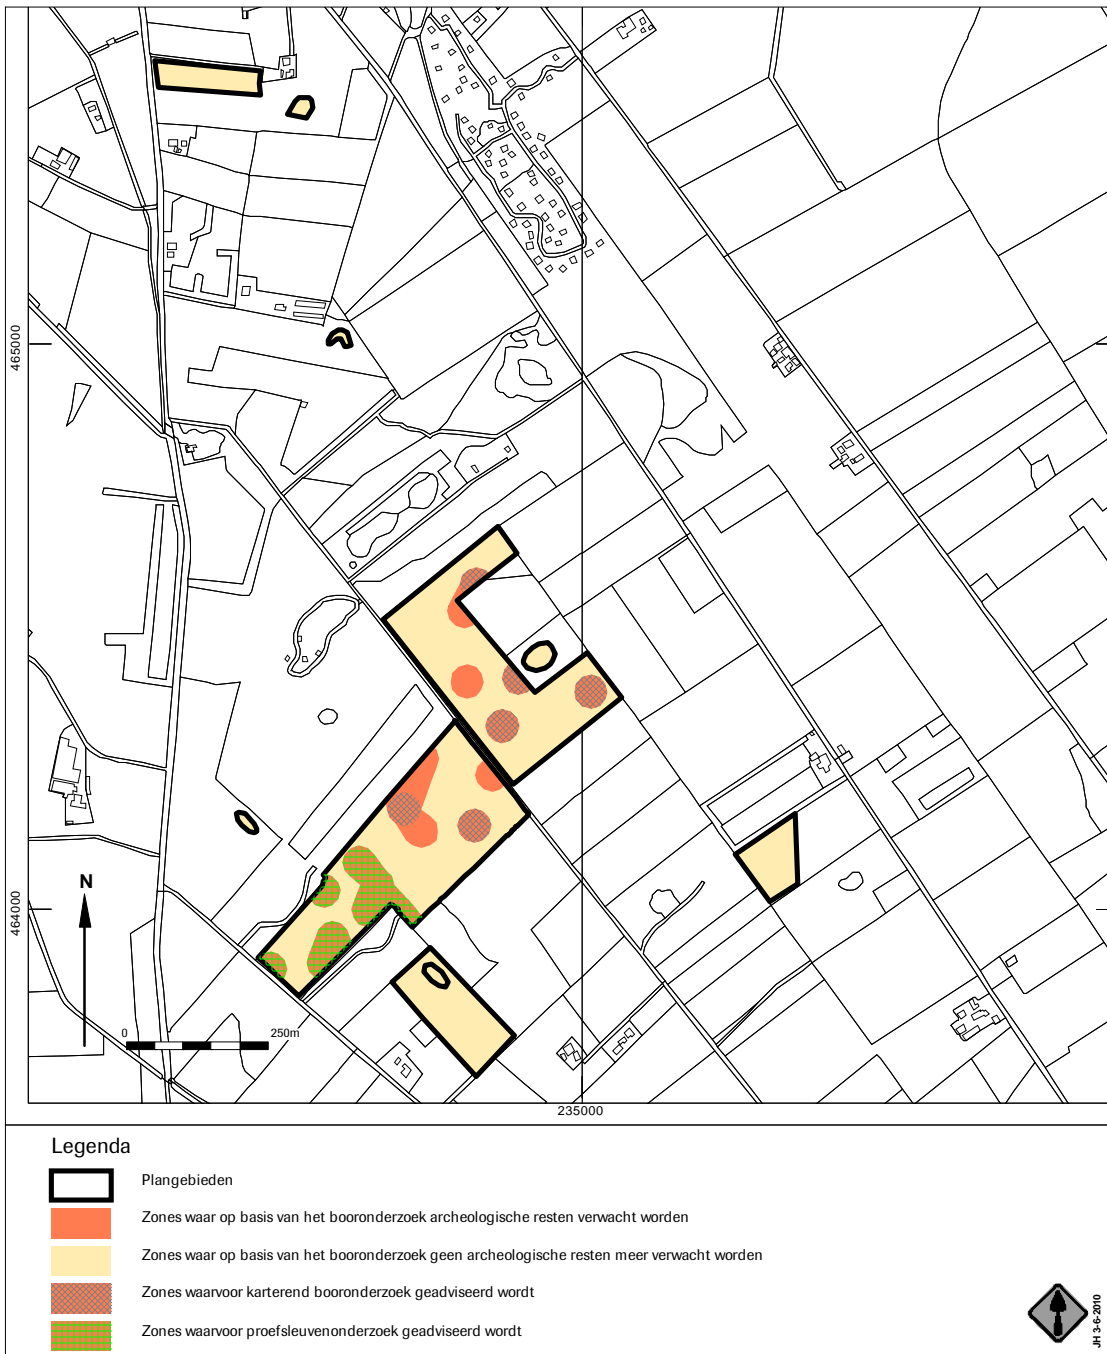 465000
464000
N
0 250m
235000
Legenda
Plangebieden
Zones waar op basis van het booronderzoek archeologische resten verwacht worden
Zones waar op basis van het booronderzoek geen archeologische resten meer verwacht worden
Zones waarvoor karterend booronderzoek geadviseerd wordt
Zones waarvoor proefsleuvenonderzoek geadviseerd wordt
JH 3-6-2010